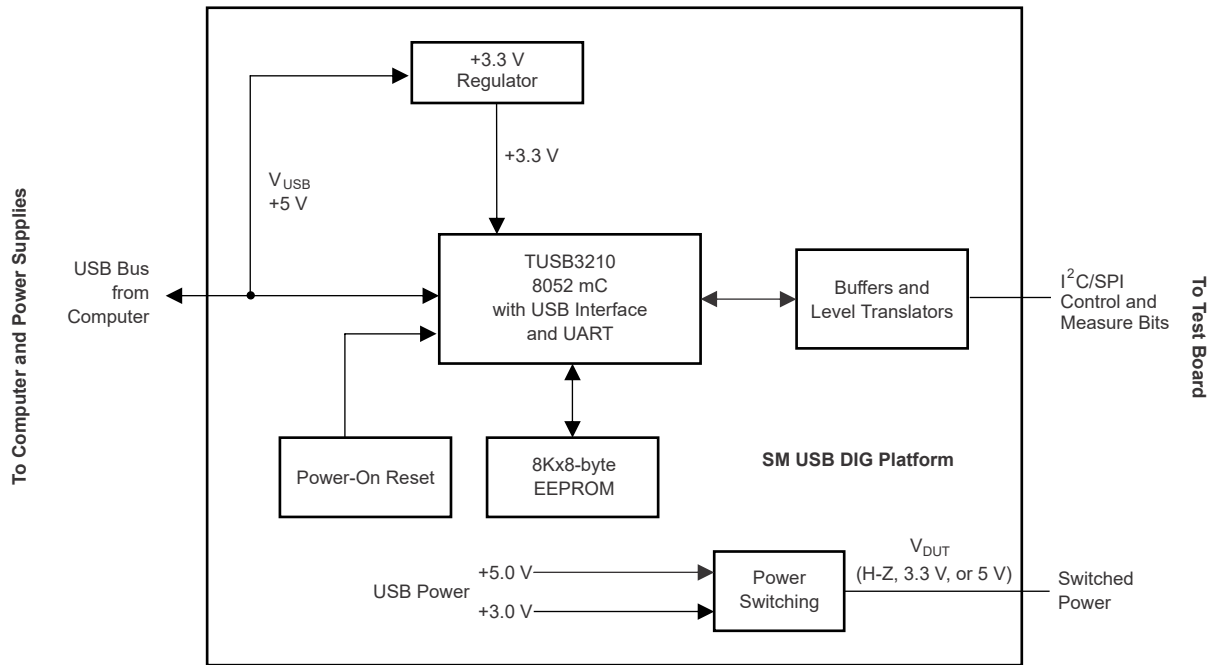 To Computer and Power Supplies
+3.3 V
Regulator
+3.3 V
VUSB
+5 V
USB Bus
from
Computer
TUSB3210
8052 mC
with USB Interface
and UART
Buffers and
Level Translators
I2C/SPI
Control and
Measure Bits
To Test Board
Power-On Reset
8Kx8-byte
EEPROM
SM USB DIG Platform
USB Power
+5.0 V
+3.0 V
Power
Switching
VDUT
(H-Z, 3.3 V, or 5 V)
Switched
Power